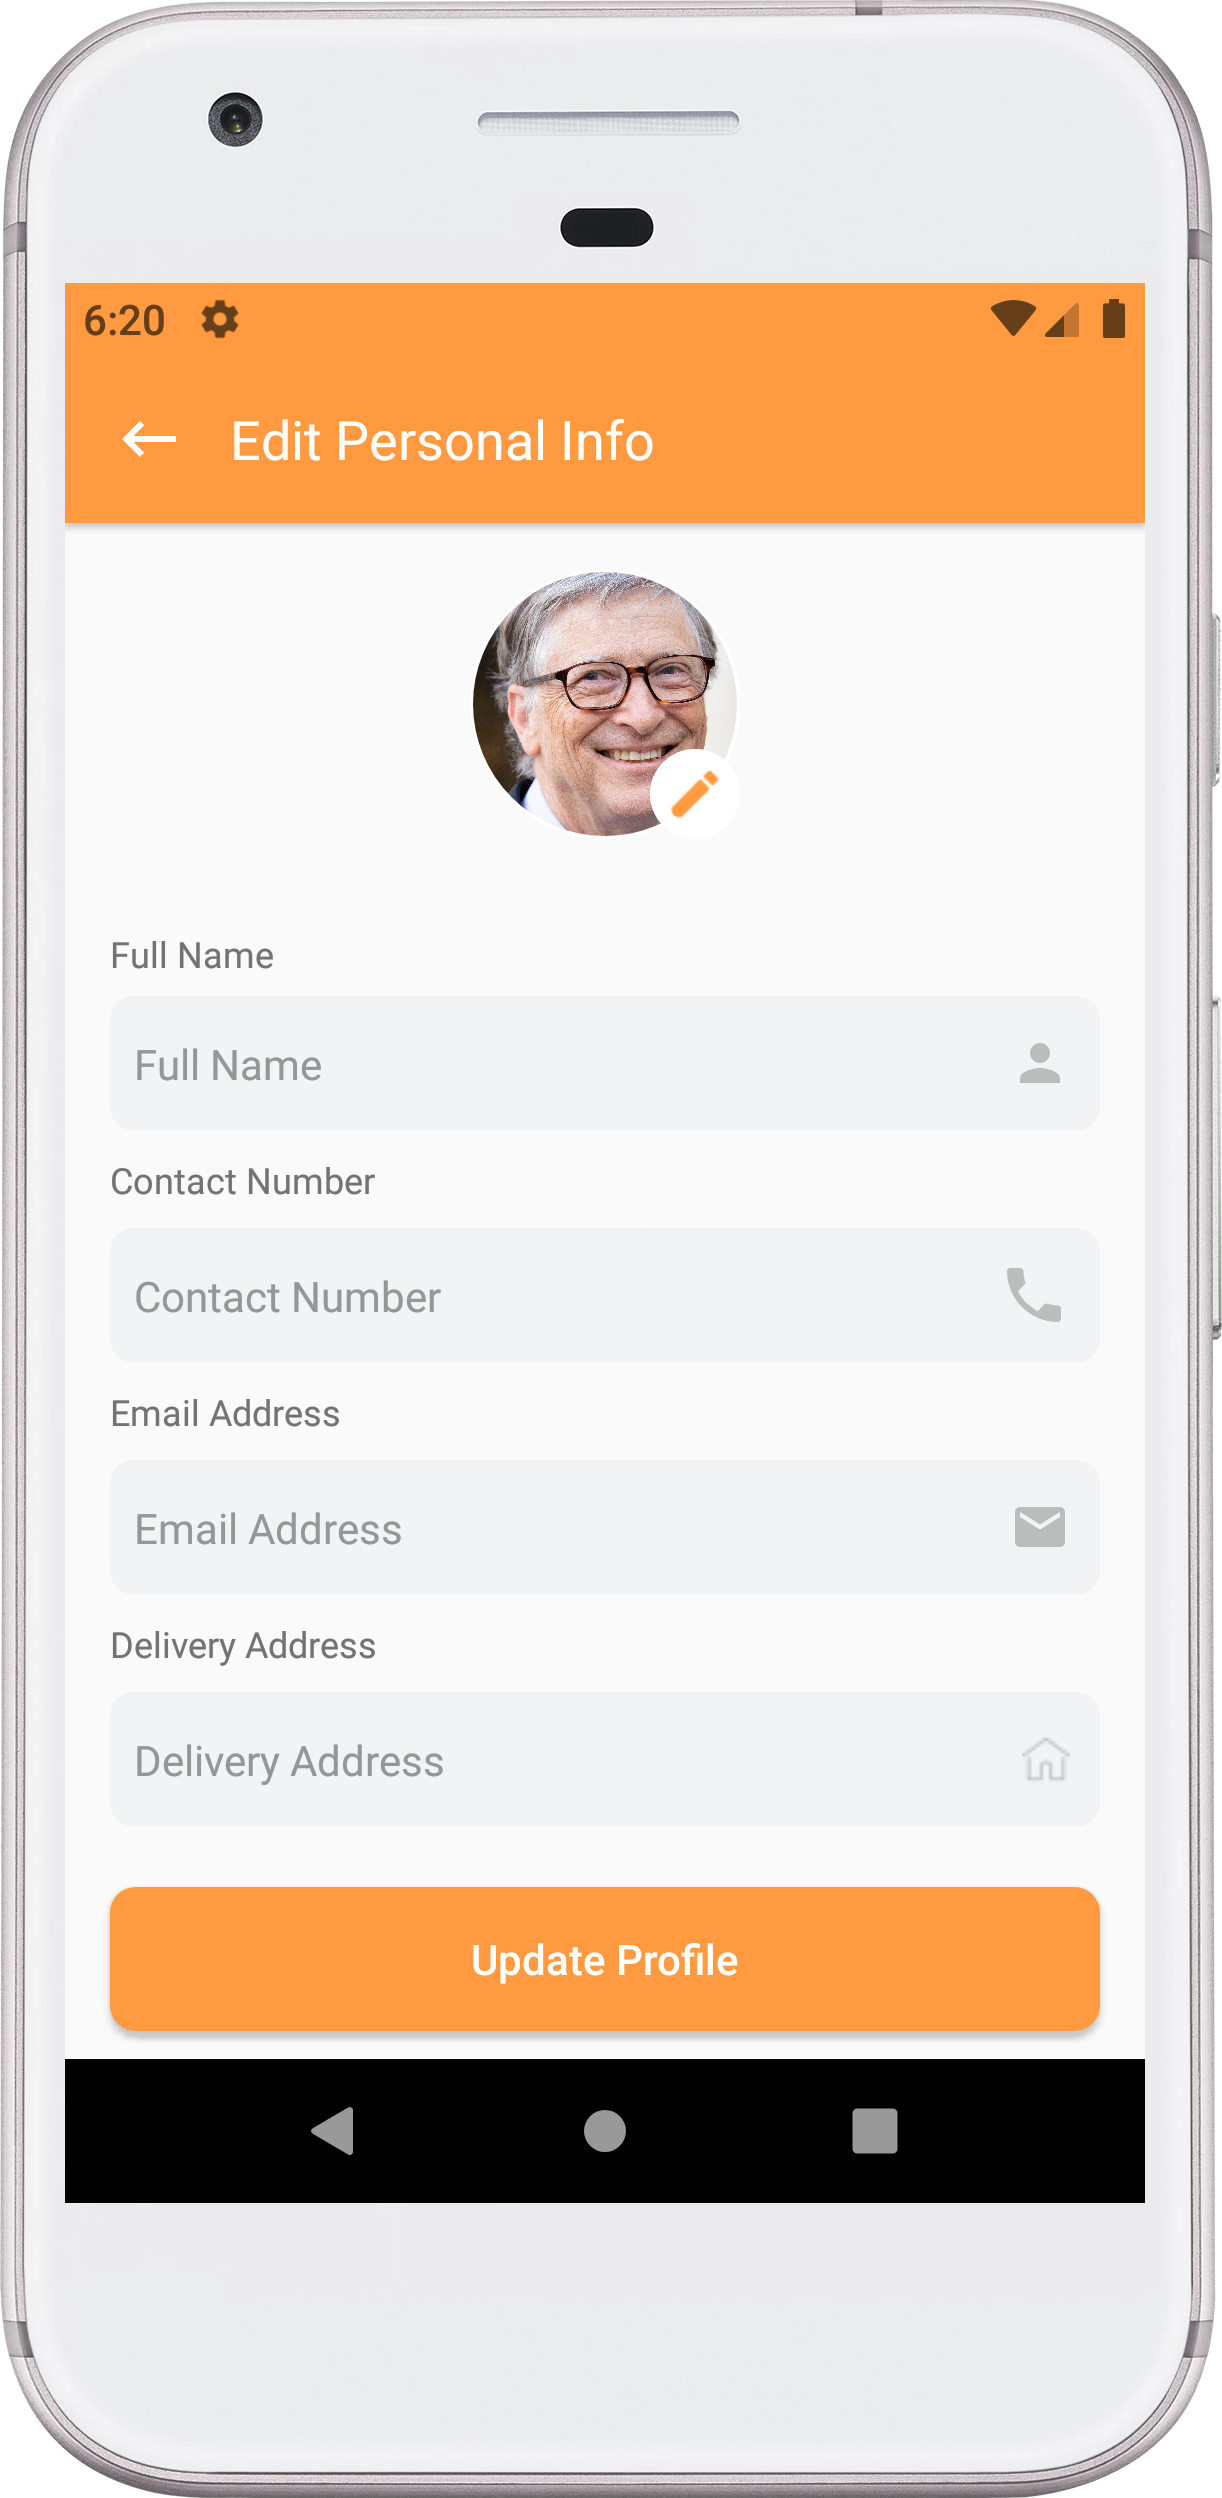 6:20
Edit Personal Info
Full Name
Full Name
Contact Number
Contact Number
Email Address
Email Address
Delivery Address
Delivery Address
Update Profile